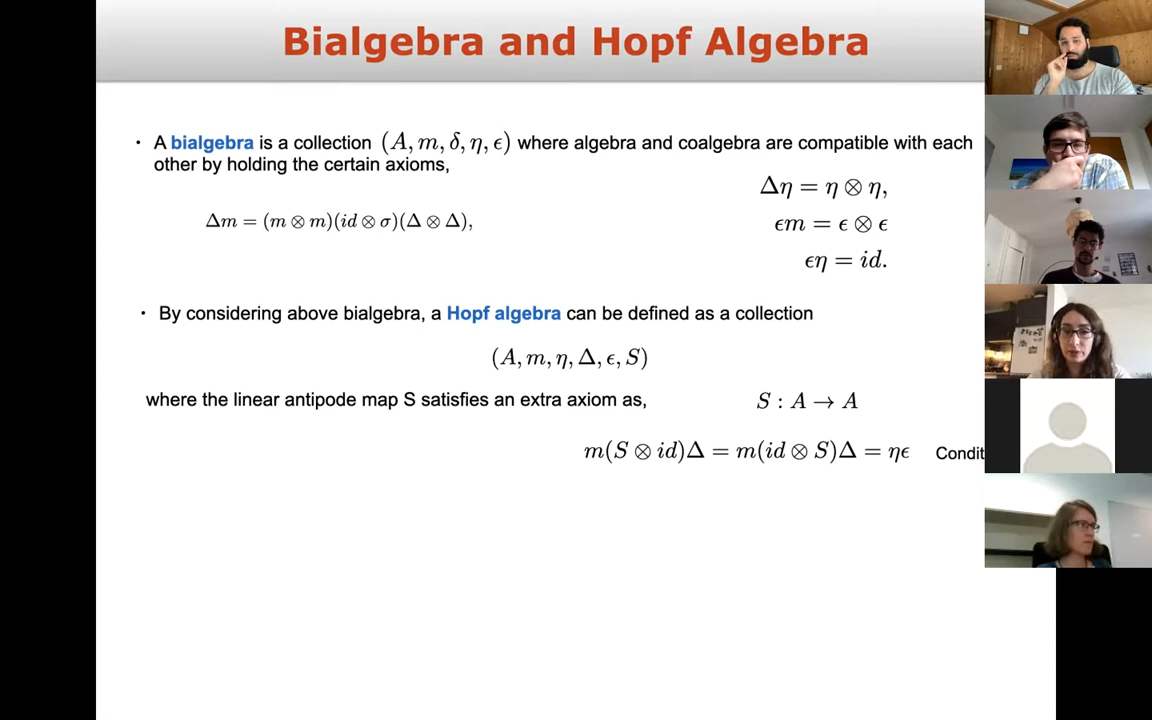 Bialgebra and Hopf Algebra
• A bialgebra is a collection (A, m, δ, η, ϵ) where algebra and coalgebra are compatible with each
other by holding the certain axioms,
Δη = η ⊗ η,
Δm = (m ⊗ m)(id ⊗ σ)(Δ ⊗ Δ),
ϵm = ϵ ⊗ ϵ
ϵη = id.
• By considering above bialgebra, a Hopf algebra can be defined as a collection
(A, m, η, Δ, ϵ, S)
where the linear antipode map S satisfies an extra axiom as, S : A → A
m(S ⊗ id)Δ = m(id ⊗ S)Δ = ηϵ Condit